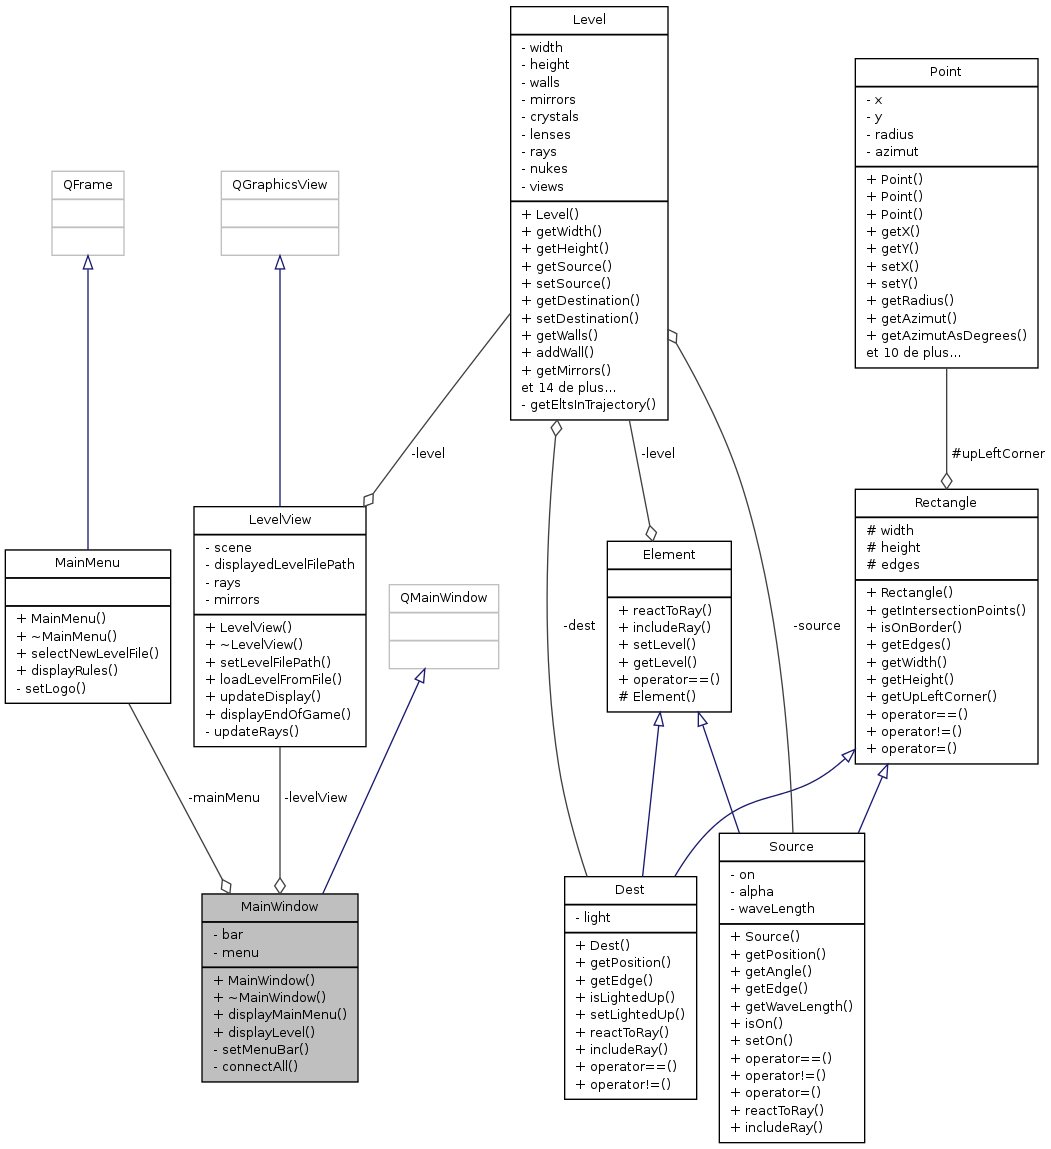 Level
- width
- height
- walls
- mirrors
- crystals
- lenses
- rays
- nukes
- views
+ Level()
+ getWidth()
+ getHeight()
+ getSource()
+ setSource()
+ getDestination()
+ setDestination()
+ getWalls()
+ addWall()
+ getMirrors()
et 14 de plus...
- getEltsInTrajectory()
Point
- x
- y
- radius
- azimut
+ Point()
+ Point()
+ Point()
+ getX()
+ getY()
+ setX()
+ setY()
+ getRadius()
+ getAzimut()
+ getAzimutAsDegrees()
et 10 de plus...
QFrame
QGraphicsView
-level
-level
#upLeftCorner
LevelView
- scene
- displayedLevelFilePath
- rays
- mirrors
+ LevelView()
+ ~LevelView()
+ setLevelFilePath()
+ loadLevelFromFile()
+ updateDisplay()
+ displayEndOfGame()
- updateRays()
MainMenu
+ MainMenu()
+ ~MainMenu()
+ selectNewLevelFile()
+ displayRules()
- setLogo()
QMainWindow
-dest
Element
+ reactToRay()
+ includeRay()
+ setLevel()
+ getLevel()
+ operator==()
# Element()
-source
Rectangle
# width
# height
# edges
+ Rectangle()
+ getIntersectionPoints()
+ isOnBorder()
+ getEdges()
+ getWidth()
+ getHeight()
+ getUpLeftCorner()
+ operator==()
+ operator!=()
+ operator=()
-mainMenu
-levelView
MainWindow
- bar
- menu
+ MainWindow()
+ ~MainWindow()
+ displayMainMenu()
+ displayLevel()
- setMenuBar()
- connectAll()
Dest
- light
+ Dest()
+ getPosition()
+ getEdge()
+ isLightedUp()
+ setLightedUp()
+ reactToRay()
+ includeRay()
+ operator==()
+ operator!=()
Source
- on
- alpha
- waveLength
+ Source()
+ getPosition()
+ getAngle()
+ getEdge()
+ getWaveLength()
+ isOn()
+ setOn()
+ operator==()
+ operator!=()
+ operator=()
+ reactToRay()
+ includeRay()